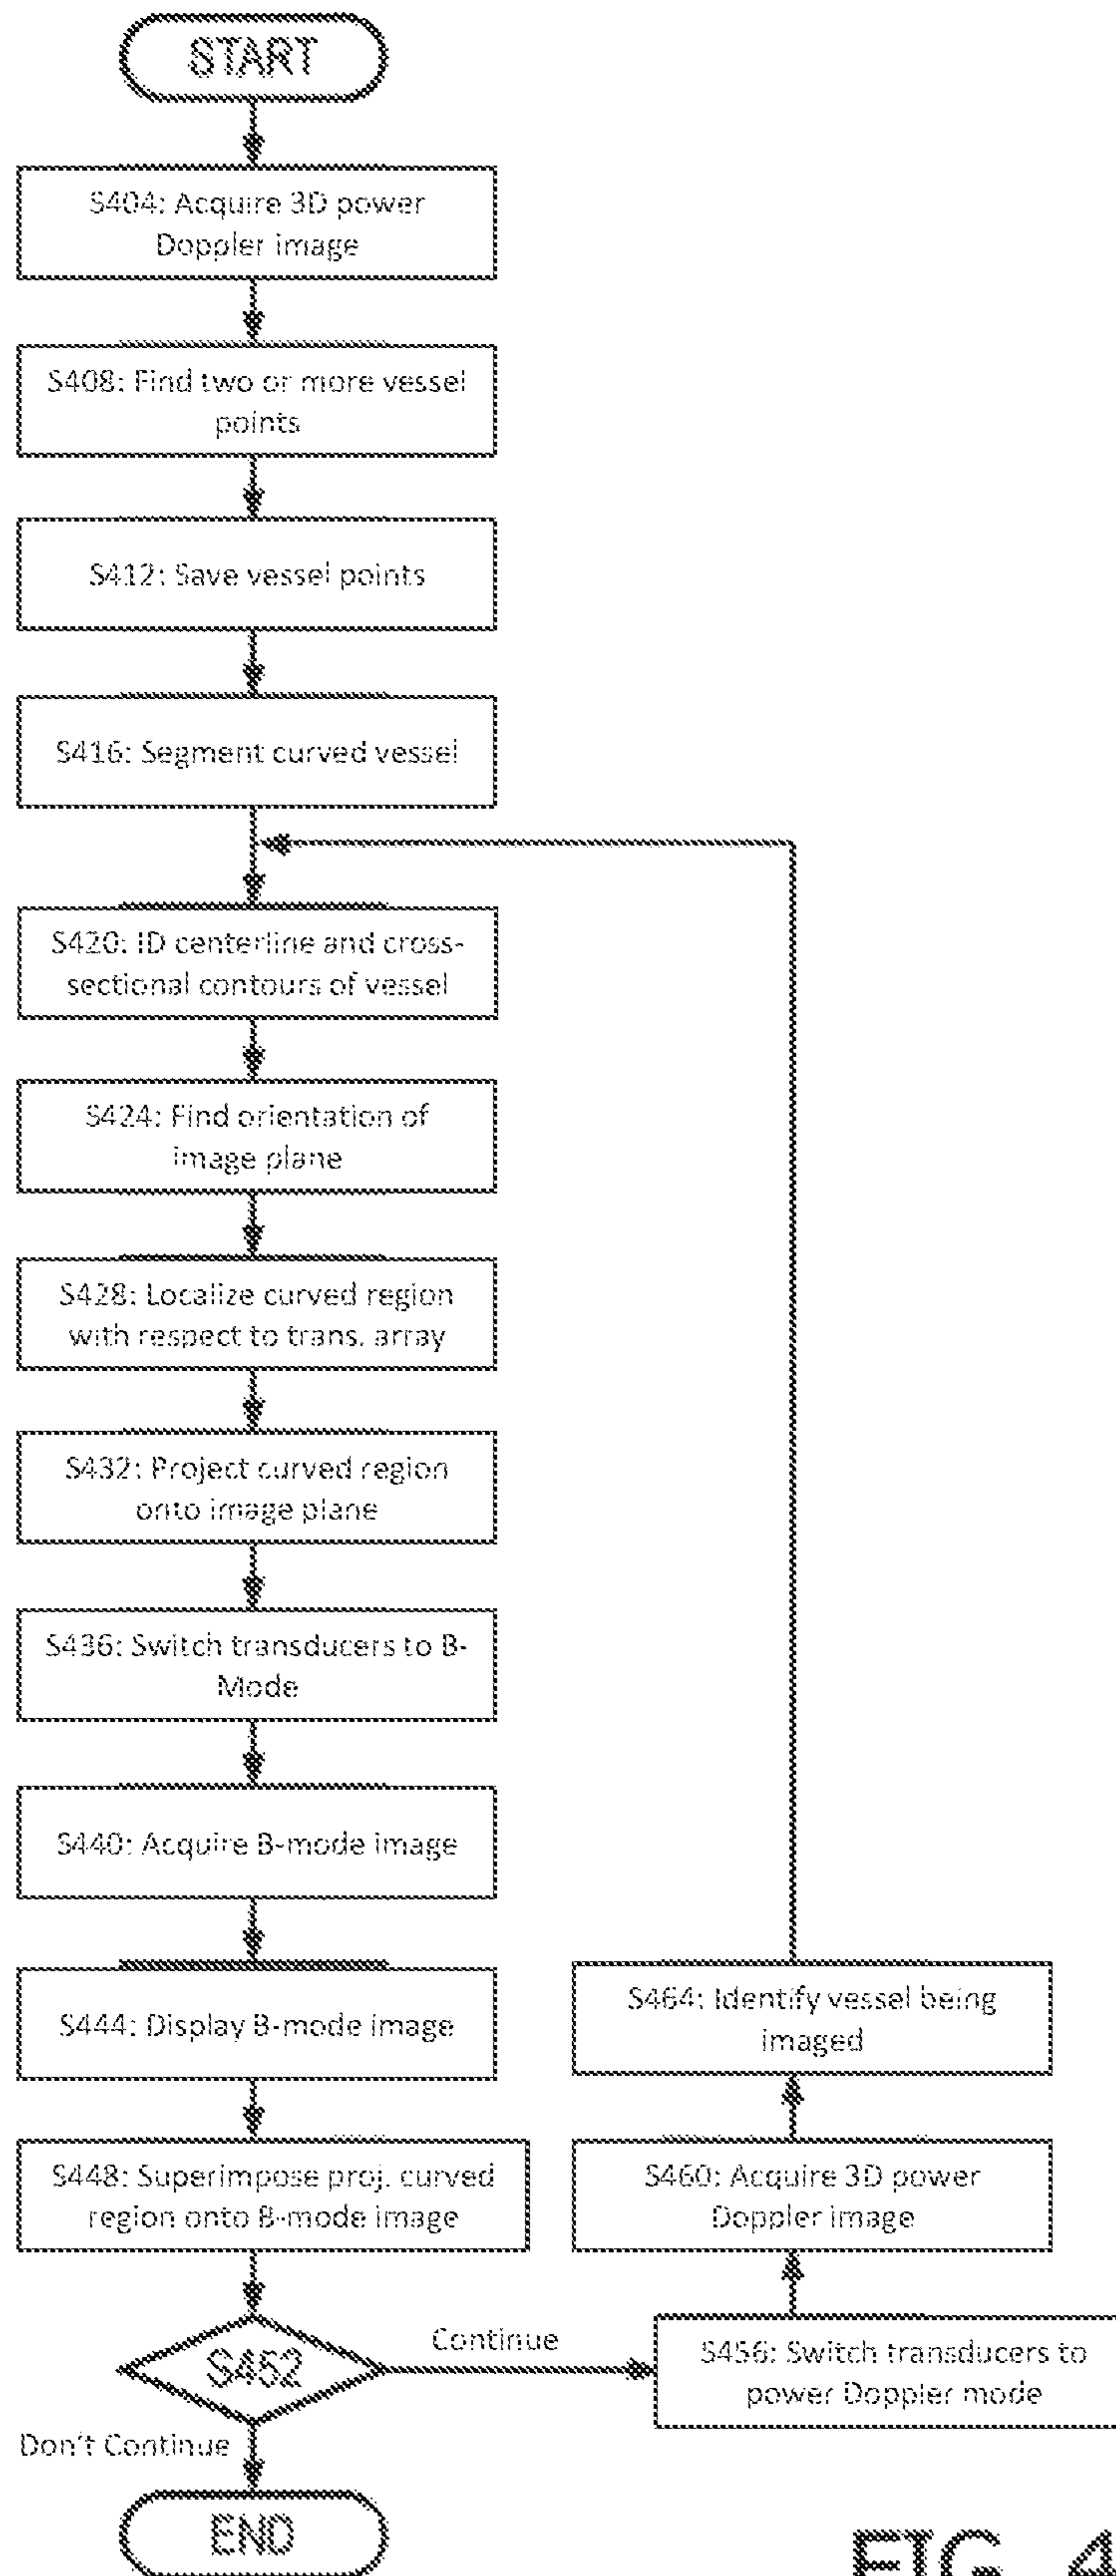 START
S404: Acquire 3D power
Doppler image
S408: Find two or more vessel
points
S412: Save vessel points
S416: Segment curved vessel
S420: ID centerline and cross-
sectional contours of vessel
S424: Find orientation of
image plane
S428: Localize curved region
with respect to trans. array
S432: Project curved region
onto image plane
S436: Switch transducers to B-
Mode
S440: Acquire B-mode image
S444: Display B-mode image
S448: Superimpose proj. curved
region onto B-mode image
S452
Continue
Don't Continue
END
S456: Switch transducers to
power Doppler mode
S460: Acquire 3D power
Doppler image
S464: Identify vessel being
imaged
FIG. 4